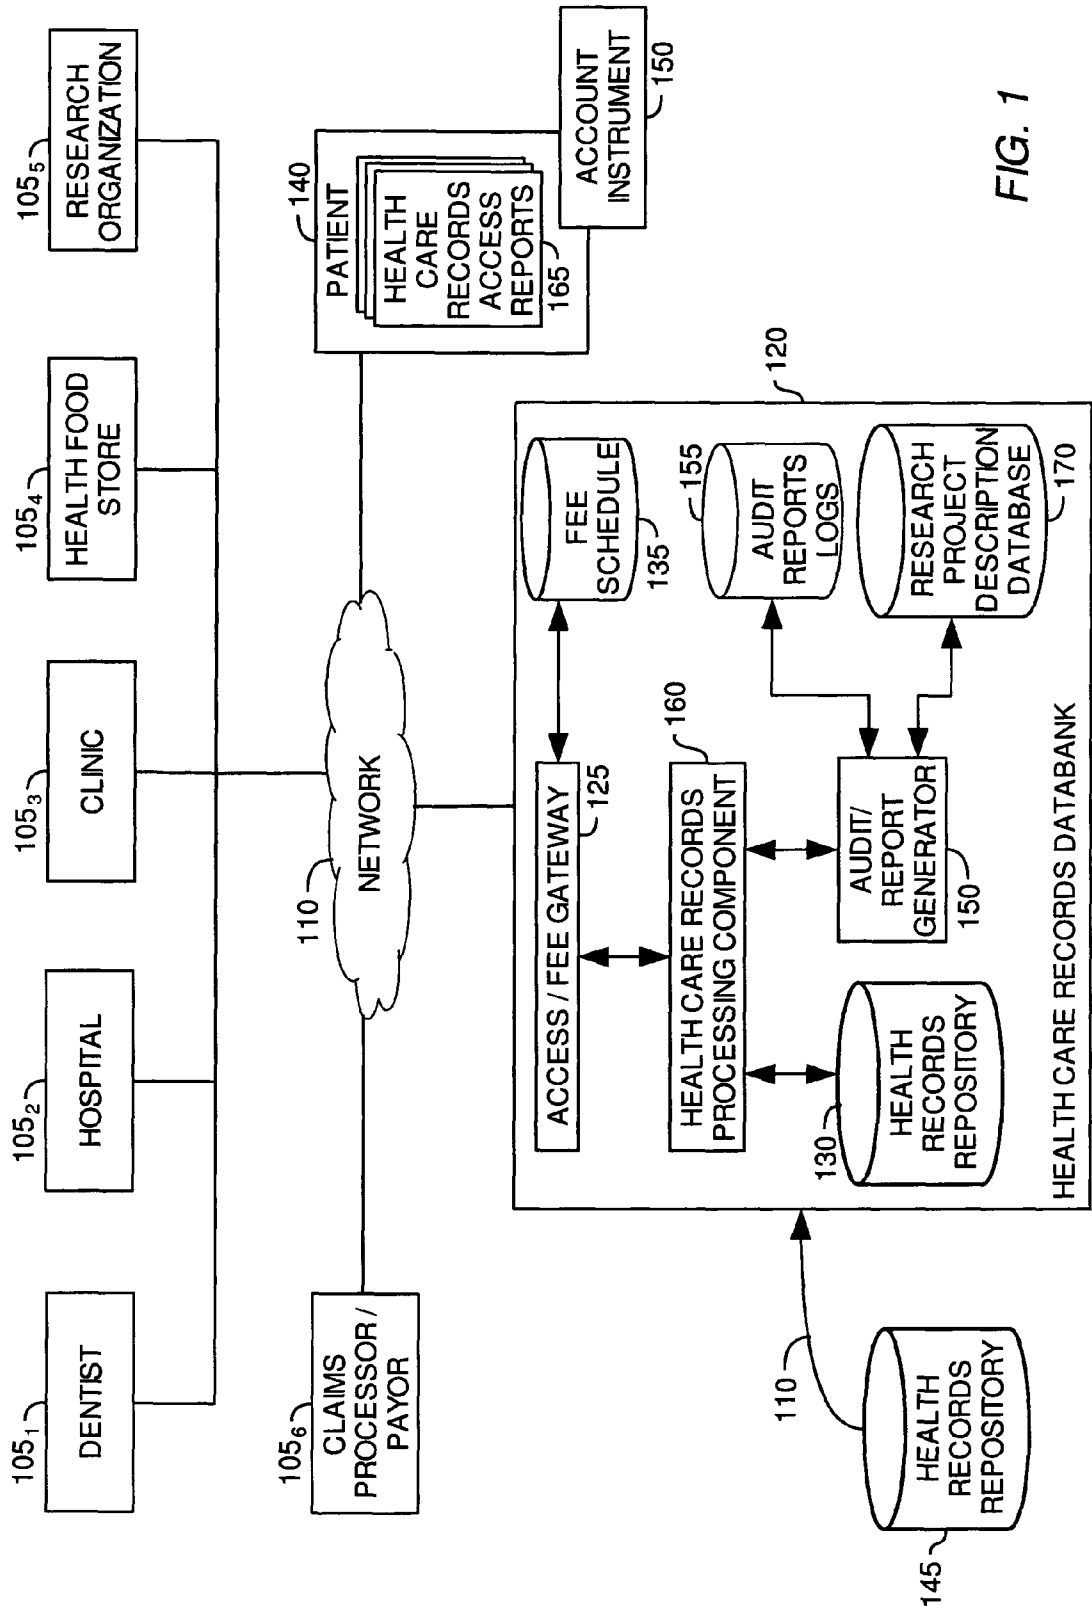 105₁
DENTIST
105₂
HOSPITAL
105₃
CLINIC
105₄
HEALTH FOOD
STORE
105₅
RESEARCH
ORGANIZATION
105₆
CLAIMS
PROCESSOR /
PAYOR
110
NETWORK
140
PATIENT
HEALTH
CARE
RECORDS
ACCESS
REPORTS
165
ACCOUNT
INSTRUMENT
150
120
ACCESS / FEE GATEWAY
125
FEE
SCHEDULE
135
HEALTH CARE RECORDS
PROCESSING COMPONENT
160
155
AUDIT
REPORTS
LOGS
130
HEALTH
RECORDS
REPOSITORY
AUDIT/
REPORT
GENERATOR
150
RESEARCH
PROJECT
DESCRIPTION
DATABASE
170
HEALTH CARE RECORDS DATABANK
110
HEALTH
RECORDS
REPOSITORY
145
FIG. 1